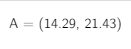 A = (14.29, 21.43)